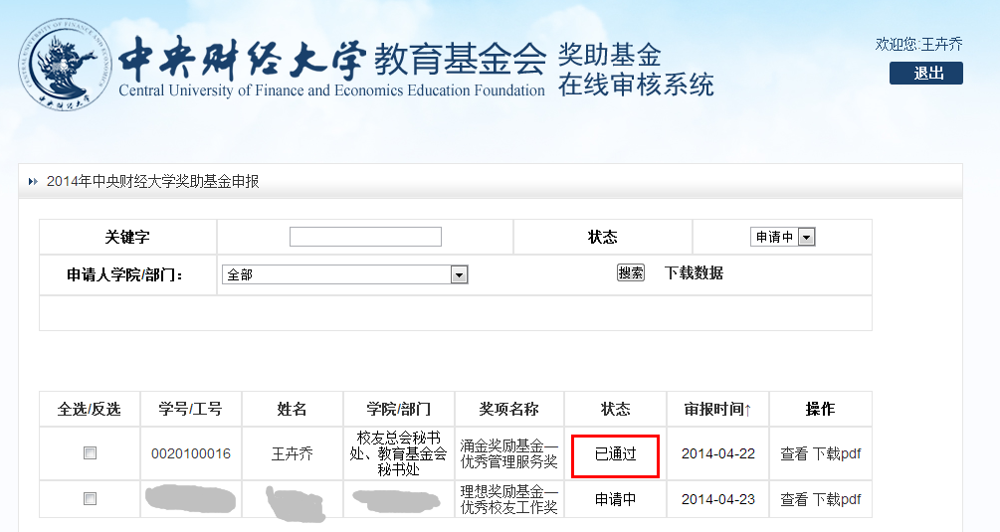 中央财经大学教育基金会
Central University of Finance and Economics Education Foundation
奖助基金
在线审核系统
欢迎您:王卉乔
退出
2014年中央财经大学奖助基金申报
关键字 状态 申请中
申请人学院/部门： 全部 搜索 下载数据
全选/反选 学号/工号 姓名 学院/部门 奖项名称 状态 审报时间↑ 操作
0020100016 王卉乔 校友总会秘书
处、教育基金会
秘书处 涌金奖励基金—
优秀管理服务奖 已通过 2014-04-22 查看 下载pdf
理想奖励基金—
优秀校友工作奖 申请中 2014-04-23 查看 下载pdf